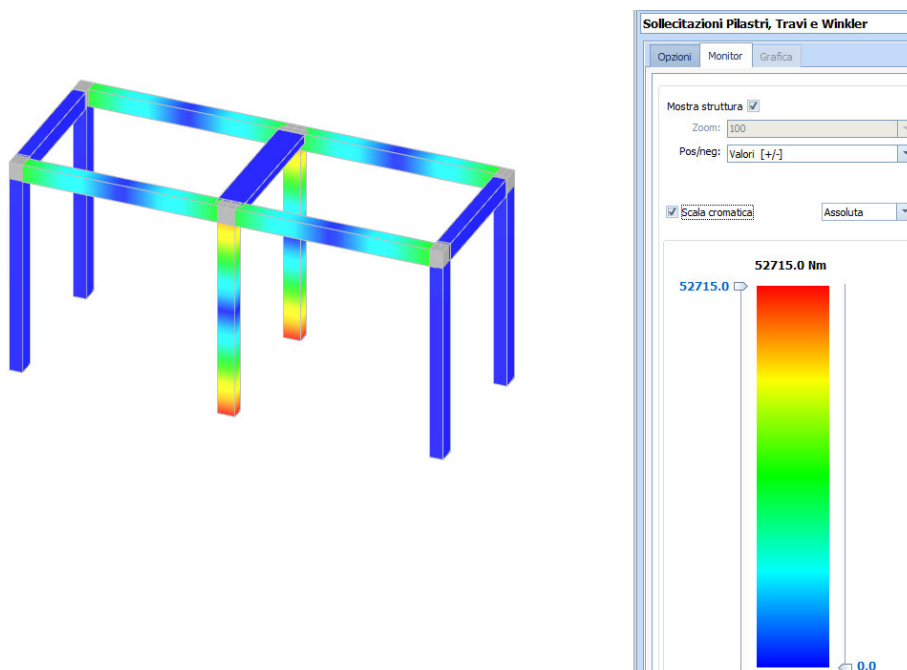 Sollecitazioni Pilastri, Travi e Winkler
Opzioni Monitor Grafica
Mostra struttura
Zoom: 100
Pos/neg: Valori [+/-]
Scala cromatica Assoluta
52715.0 Nm
52715.0
0.0